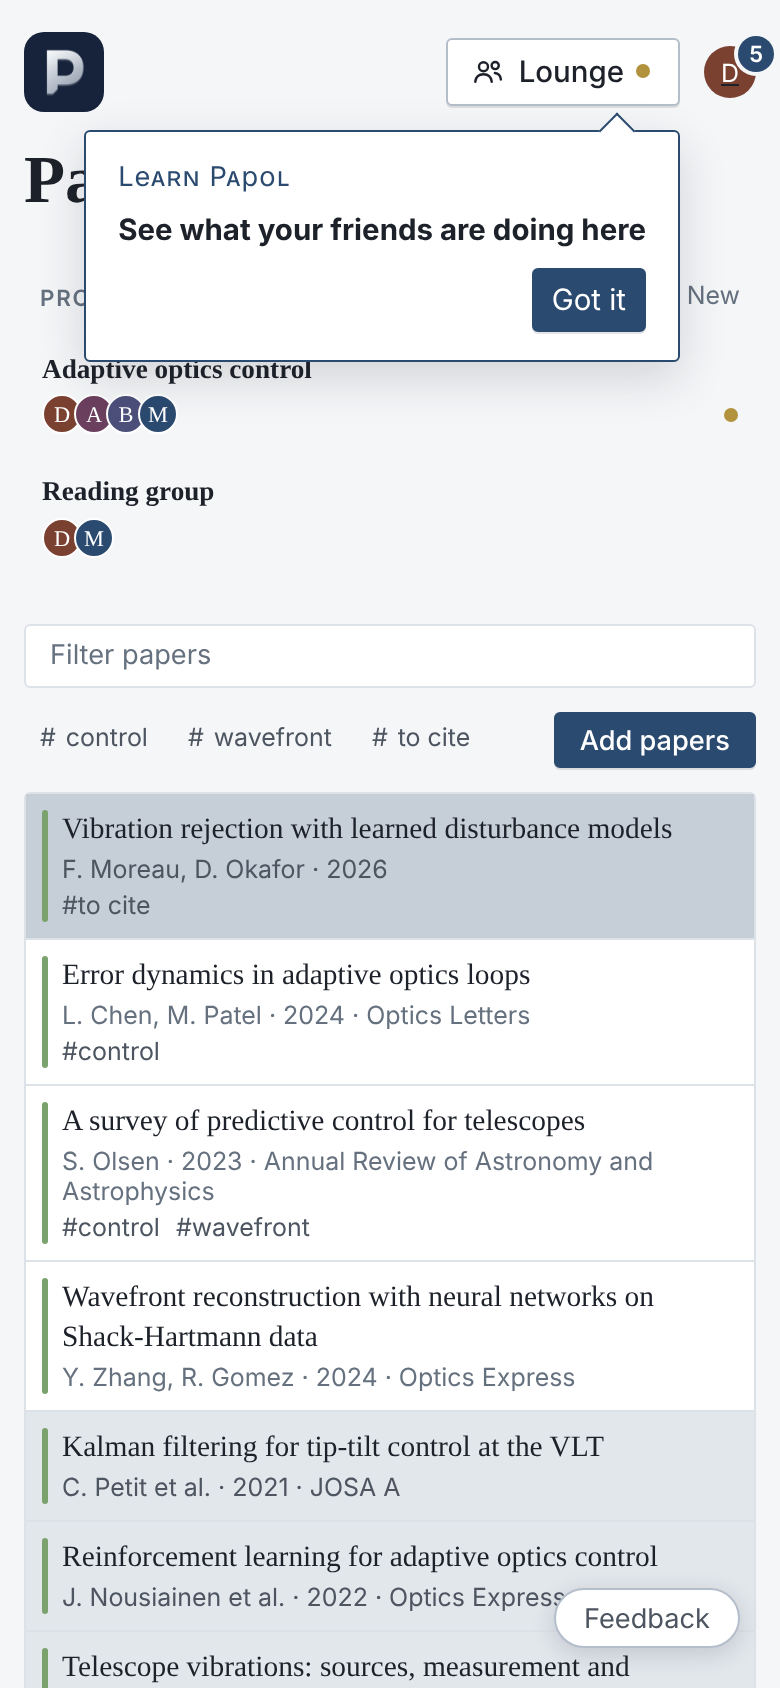 P
Lounge
D
5
Learn Papol
See what your friends are doing here
Got it
New
Adaptive optics control
D A B M
Reading group
D M
Filter papers
# control # wavefront # to cite
Add papers
Vibration rejection with learned disturbance models
F. Moreau, D. Okafor · 2026
#to cite
Error dynamics in adaptive optics loops
L. Chen, M. Patel · 2024 · Optics Letters
#control
A survey of predictive control for telescopes
S. Olsen · 2023 · Annual Review of Astronomy and
Astrophysics
#control #wavefront
Wavefront reconstruction with neural networks on
Shack-Hartmann data
Y. Zhang, R. Gomez · 2024 · Optics Express
Kalman filtering for tip-tilt control at the VLT
C. Petit et al. · 2021 · JOSA A
Reinforcement learning for adaptive optics control
J. Nousiainen et al. · 2022 · Optics Express
Feedback
Telescope vibrations: sources, measurement and